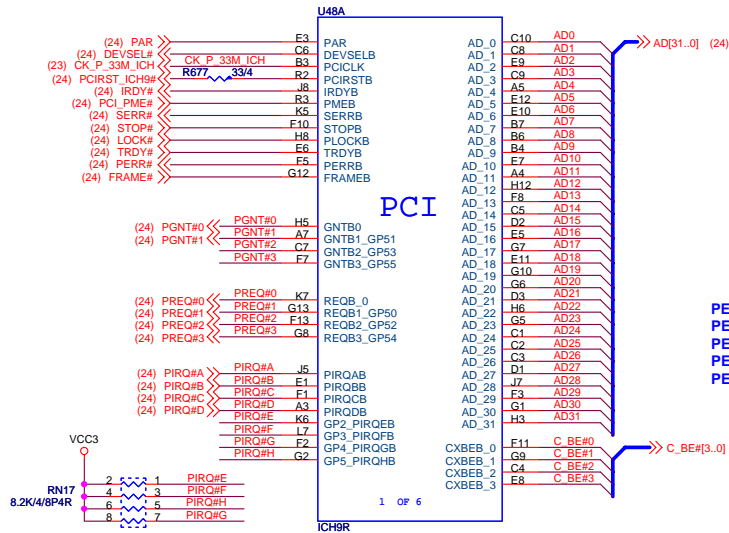 U48A
(24) PAR E3 PAR AD_0 C10 AD0
(24) DEVSEL# C6 DEVSELB AD_1 C8 AD1 AD[31..0] (24)
(23) CK_P_33M_ICH CK_P_33M_ICH B3 PCICLK AD_2 E9 AD2
(24) PCIRST_ICH9# R677 33/4 R2 PCIRSTB AD_3 C9 AD3
(24) IRDY# J8 IRDYB AD_4 A5 AD4
(24) PCI_PME# R3 PMEB AD_5 E12 AD5
(24) SERR# K5 SERRB AD_6 E10 AD6
(24) STOP# F10 STOPB AD_7 B7 AD7
(24) LOCK# H8 PLOCKB AD_8 B6 AD8
(24) TRDY# E6 TRDYB AD_9 B4 AD9
(24) PERR# F5 PERRB AD_10 E7 AD10
(24) FRAME# G12 FRAMEB AD_11 A4 AD11
AD_12 H12 AD12
AD_13 F8 AD13
PCI
AD_14 C5 AD14
(24) PGNT#0 PGNT#0 H5 GNTB0 AD_15 D2 AD15
(24) PGNT#1 PGNT#1 A7 GNTB1_GP51 AD_16 E5 AD16
PGNT#2 C7 GNTB2_GP53 AD_17 G7 AD17
PGNT#3 F7 GNTB3_GP55 AD_18 E11 AD18
AD_19 G10 AD19
AD_20 G6 AD20
(24) PREQ#0 PREQ#0 K7 REQB_0 AD_21 D3 AD21
(24) PREQ#1 PREQ#1 G13 REQB1_GP50 AD_22 H6 AD22 PE
(24) PREQ#2 PREQ#2 F13 REQB2_GP52 AD_23 G5 AD23 PE
(24) PREQ#3 PREQ#3 G8 REQB3_GP54 AD_24 C1 AD24 PE
AD_25 C2 AD25 PE
AD_26 C3 AD26 PE
(24) PIRQ#A PIRQ#A J5 PIRQAB AD_27 D1 AD27
(24) PIRQ#B PIRQ#B E1 PIRQBB AD_28 J7 AD28
(24) PIRQ#C PIRQ#C F1 PIRQCB AD_29 F3 AD29
(24) PIRQ#D PIRQ#D A3 PIRQDB AD_30 G1 AD30
PIRQ#E K6 GP2_PIRQEB AD_31 H3 AD31
PIRQ#F L7 GP3_PIRQFB
PIRQ#G F2 GP4_PIRQGB CXBEB_0 F11 C_BE#0 C_BE#[3..0]
PIRQ#H G2 GP5_PIRQHB CXBEB_1 G9 C_BE#1
CXBEB_2 C4 C_BE#2
CXBEB_3 E8 C_BE#3
VCC3
2 1 PIRQ#E
RN17 4 3 PIRQ#F
8.2K/4/8P4R 6 5 PIRQ#H
8 7 PIRQ#G
1 OF 6
ICH9R